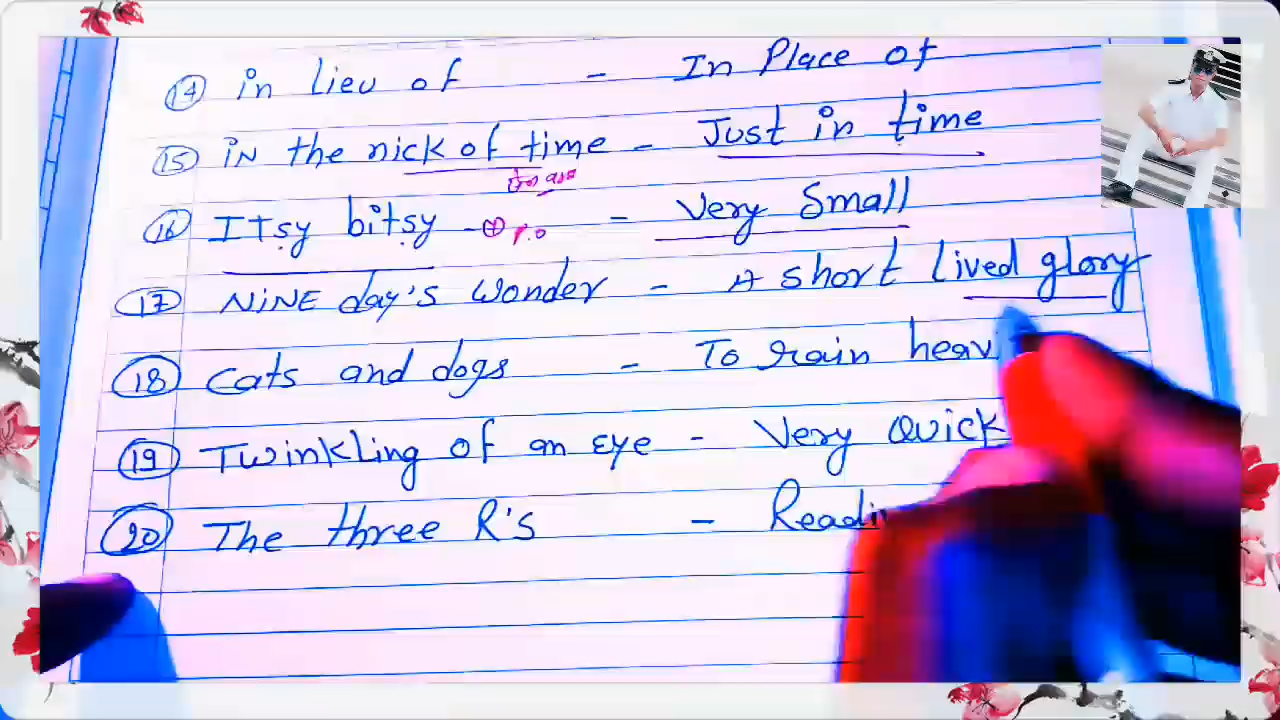 14 in lieu of - In Place of
15 iN the nick of time - Just in time
16 Itsy bitsy - Very Small
17 NiNE day's wonder - A short lived glory
18 Cats and dogs - To rain heav
19 Twinkling of an EyE - Very Quick
20 The three R's - Readi